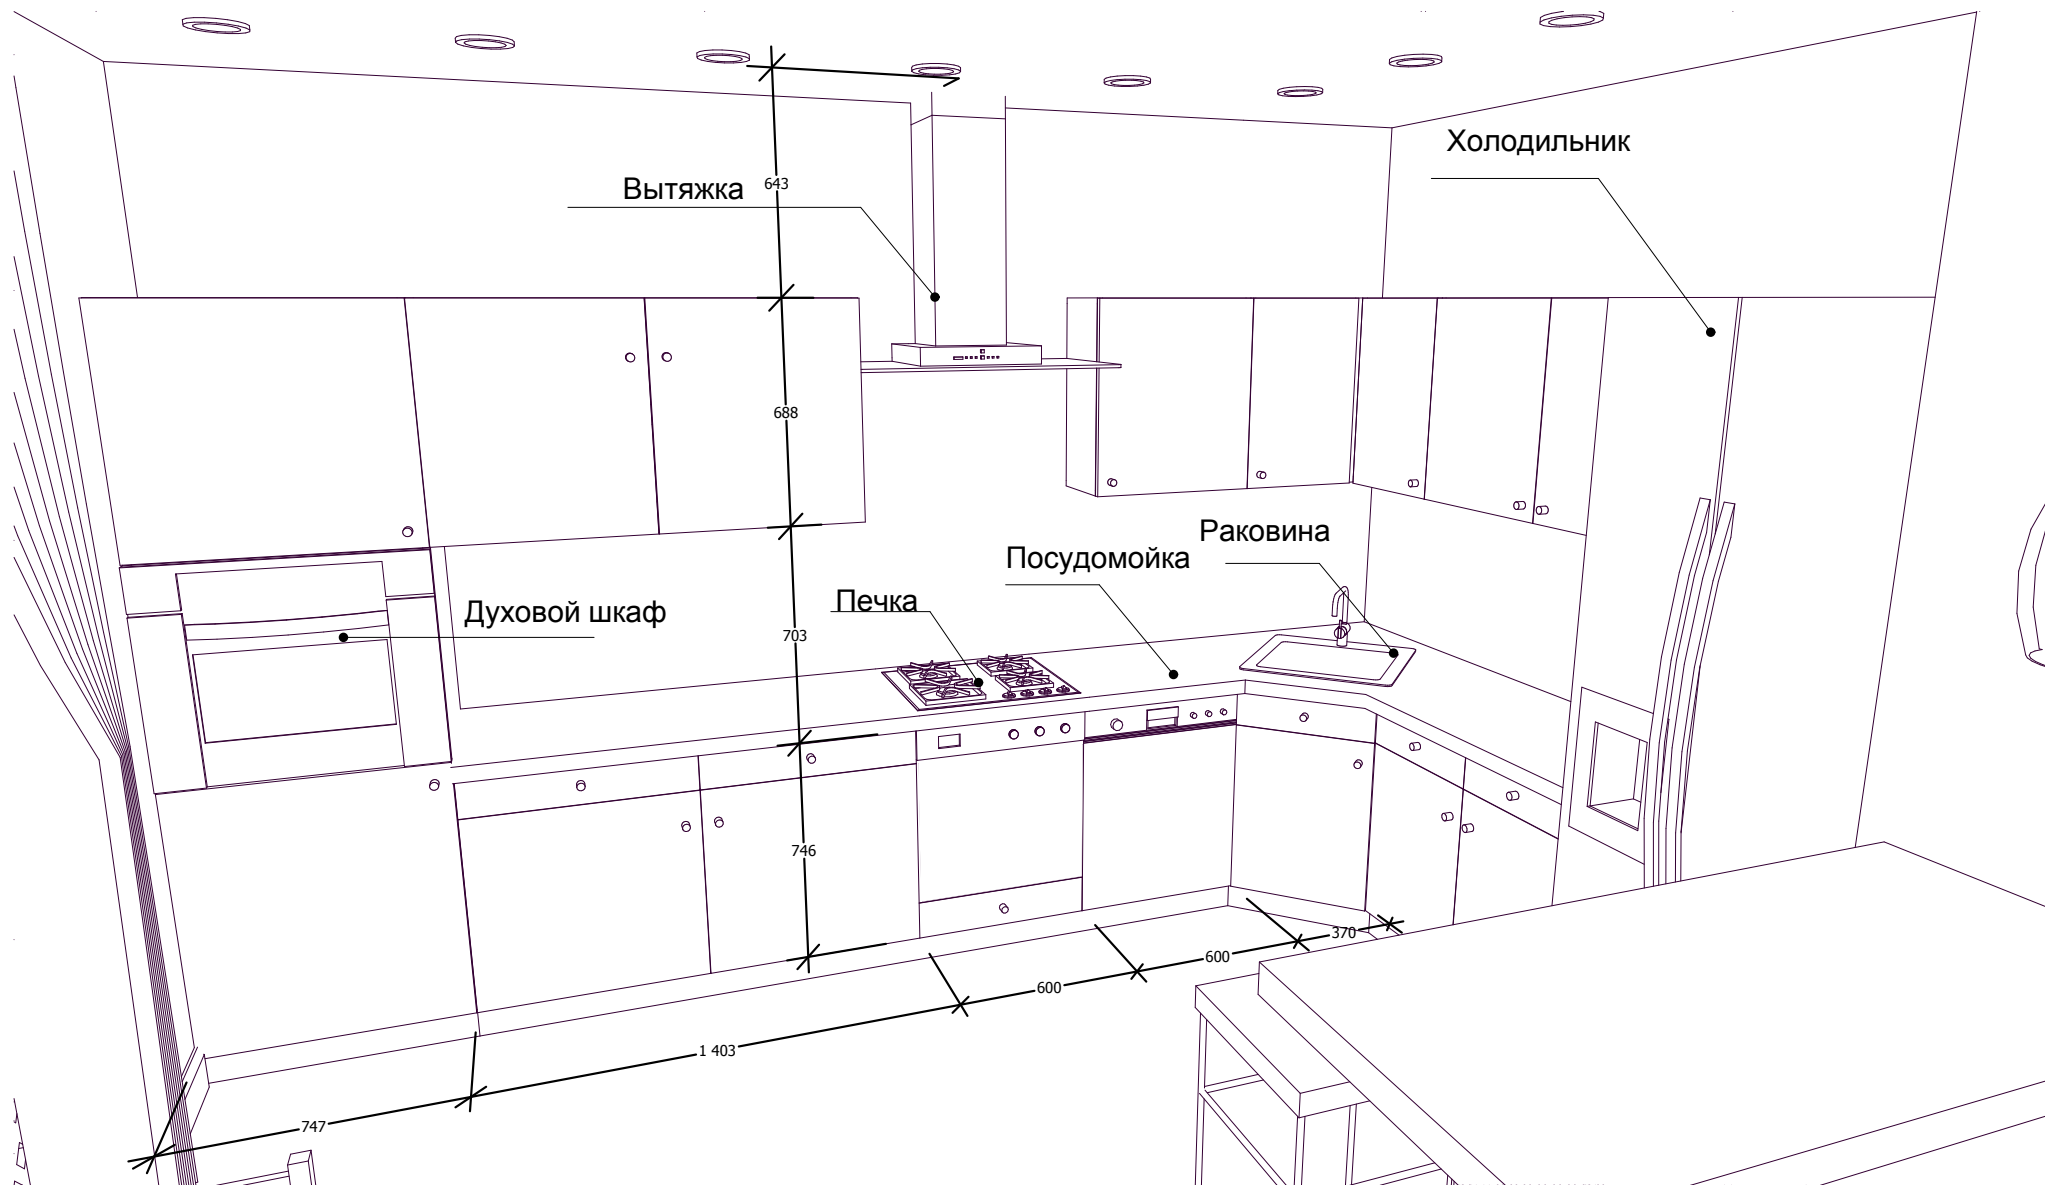 Холодильник
Вытяжка
643
688
Раковина
Посудомойка
Печка
Духовой шкаф
703
746
370
600
600
1 403
747